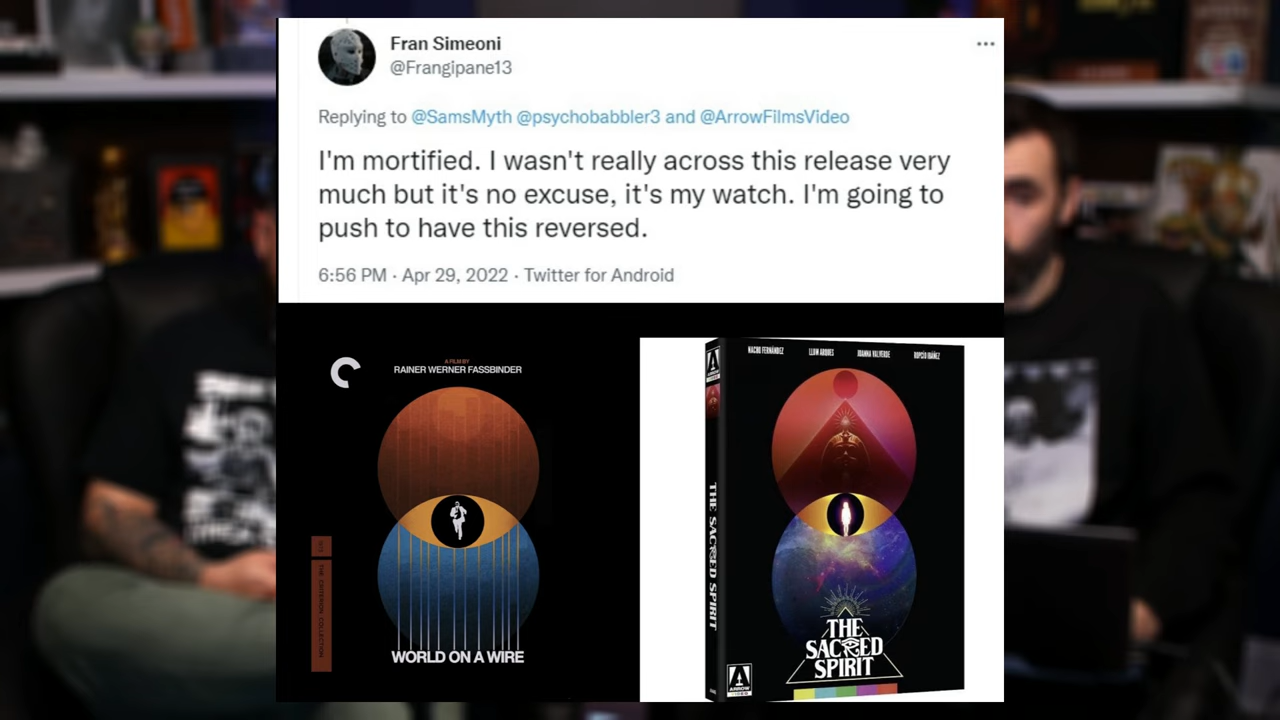 Fran Simeoni
@Frangipane13
Replying to @SamsMyth @psychobabbler3 and @ArrowFilmsVideo
I'm mortified. I wasn't really across this release very
much but it's no excuse, it's my watch. I'm going to
push to have this reversed.
6:56 PM · Apr 29, 2022 · Twitter for Android
A FILM BY
RAINER WERNER FASSBINDER
THE CRITERION COLLECTION
WORLD ON A WIRE
NACHO FERNÁNDEZ LLUM ARQUES JOANNA VALVERDE ROCÍO IBÁÑEZ
THE SACRED SPIRIT
THE
SACRED
SPIRIT
ARROW